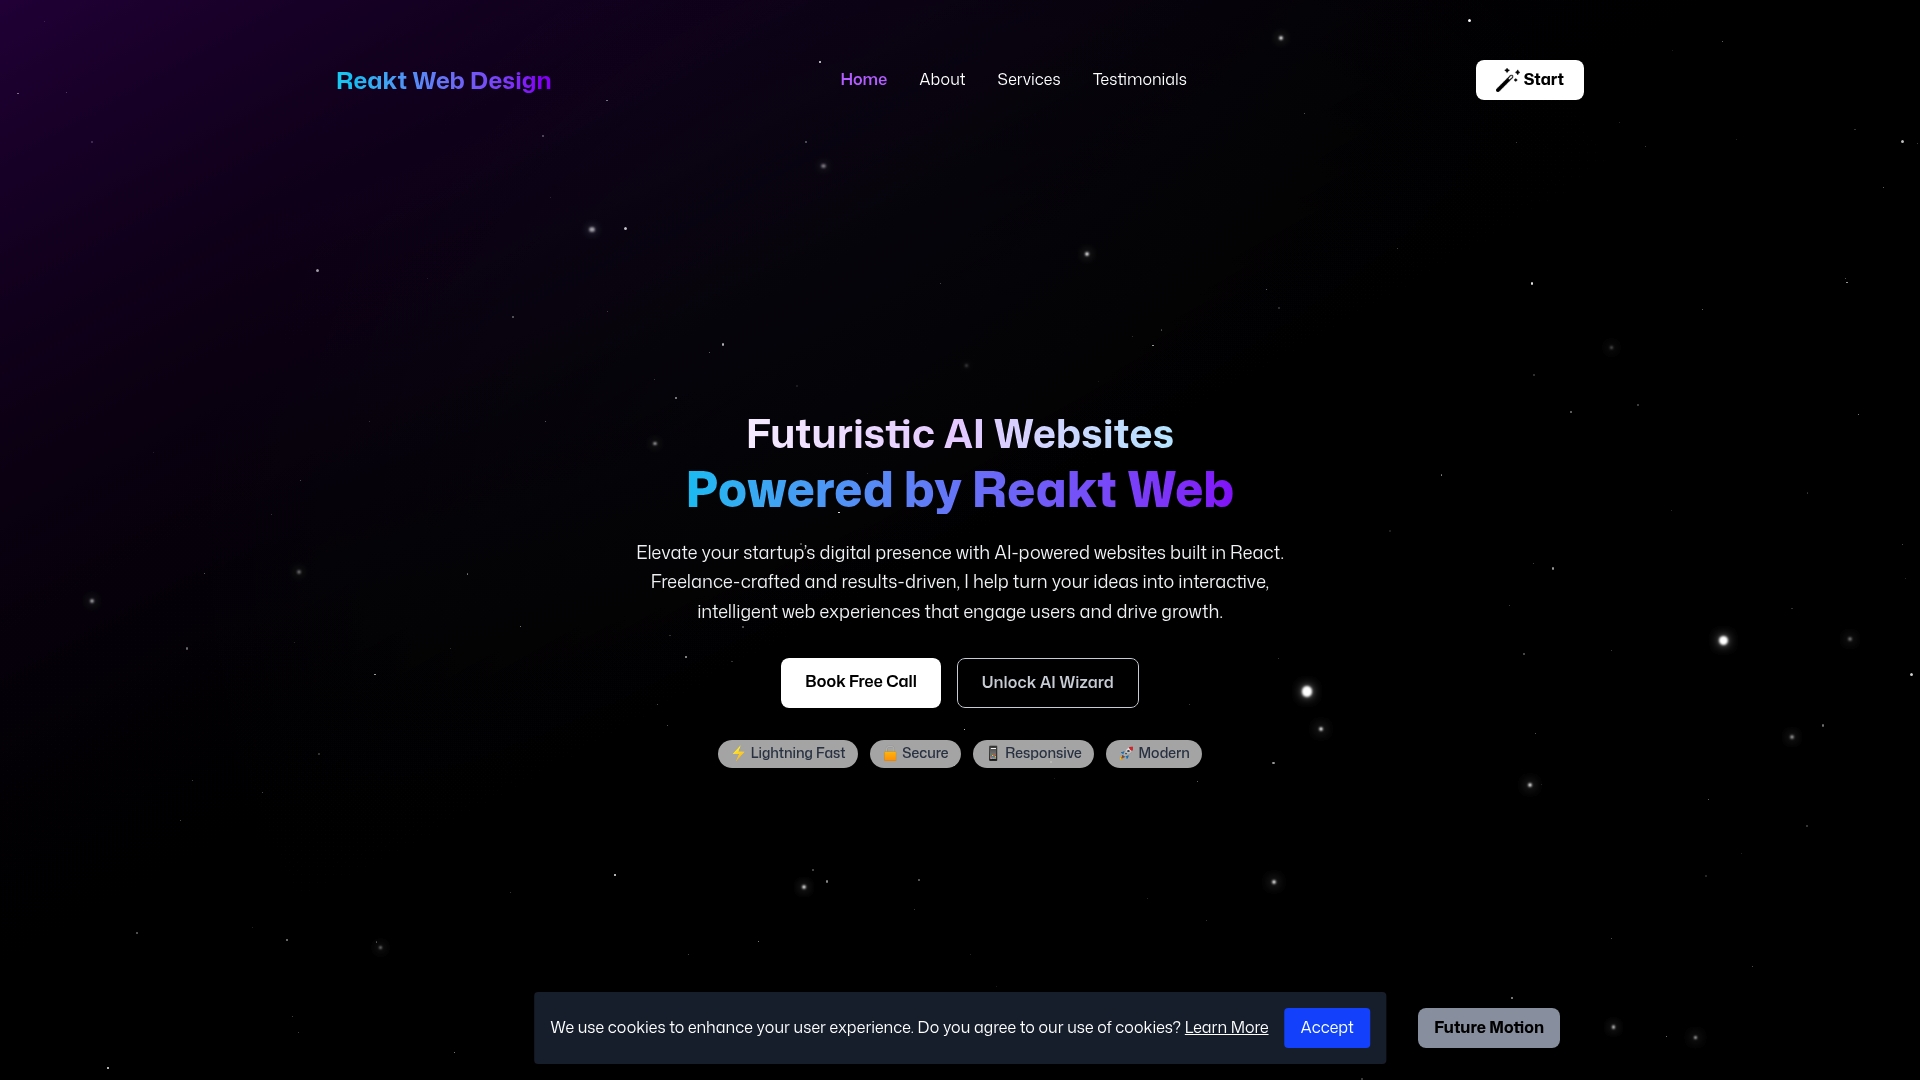 Reakt Web Design
Home
About
Services
Testimonials
Start
Futuristic AI Websites
Powered by Reakt Web
Elevate your startup’s digital presence with AI-powered websites built in React.
Freelance-crafted and results-driven, I help turn your ideas into interactive,
intelligent web experiences that engage users and drive growth.
Book Free Call
Unlock AI Wizard
⚡ Lightning Fast
🔒 Secure
📱 Responsive
🚀 Modern
We use cookies to enhance your user experience. Do you agree to our use of cookies? Learn More
Accept
Future Motion